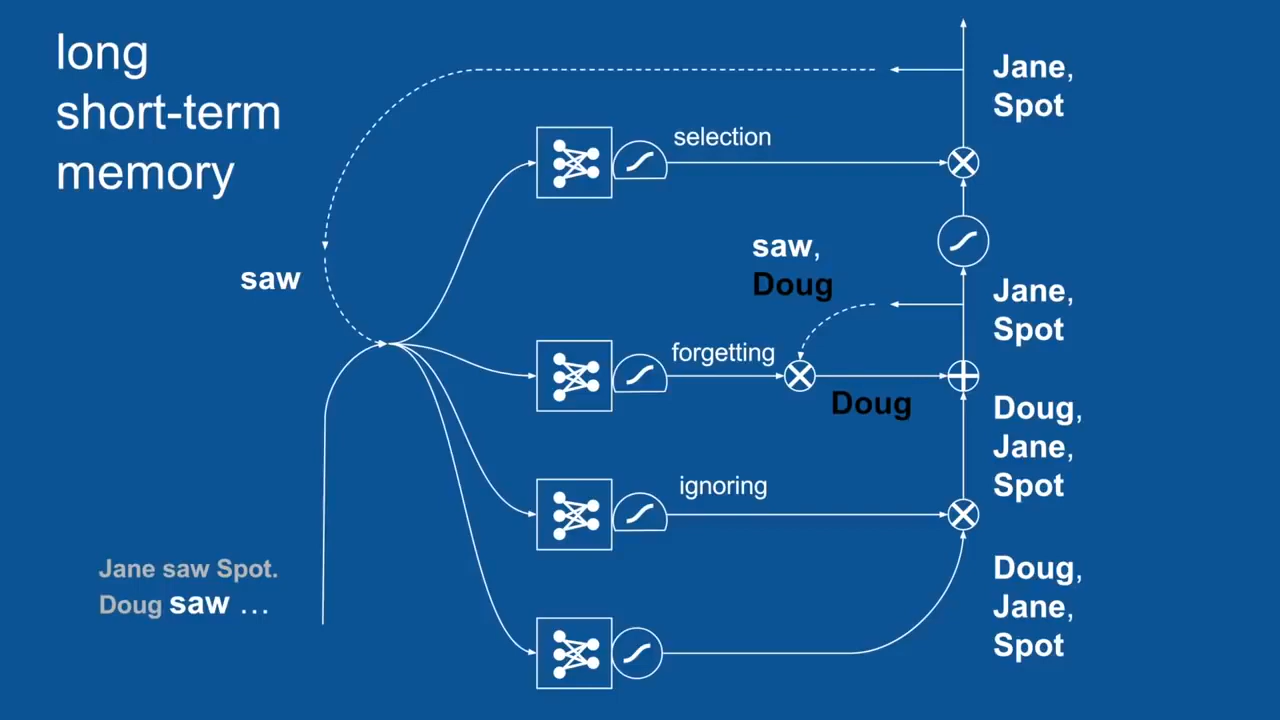 long
short-term
memory
Jane,
Spot
selection
saw,
Doug
saw
Jane,
Spot
forgetting
Doug
Doug,
Jane,
Spot
ignoring
Jane saw Spot.
Doug saw …
Doug,
Jane,
Spot